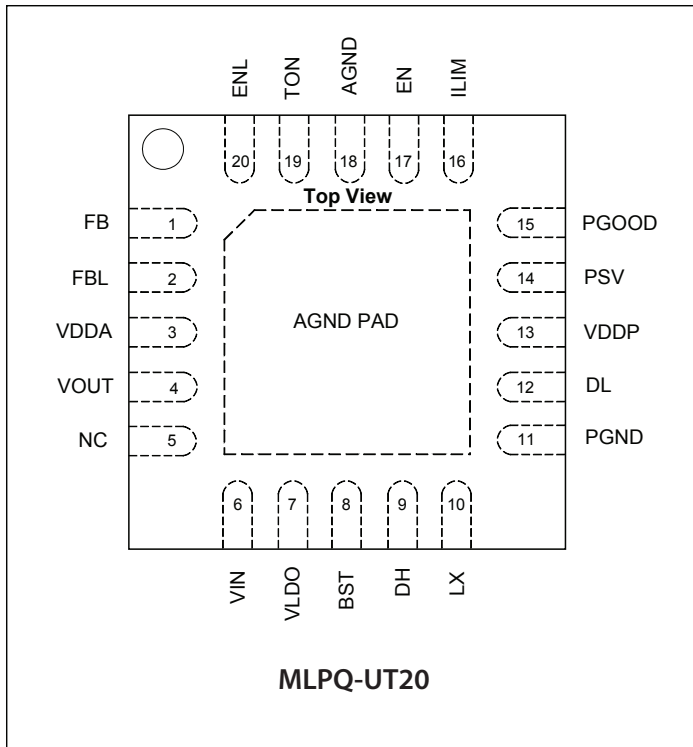 ENL
TON
AGND
EN
ILIM
20
19
18
17
16
Top View
FB 1
FBL 2
VDDA 3
VOUT 4
NC 5
AGND PAD
15 PGOOD
14 PSV
13 VDDP
12 DL
11 PGND
6
7
8
9
10
VIN
VLDO
BST
DH
LX
MLPQ-UT20